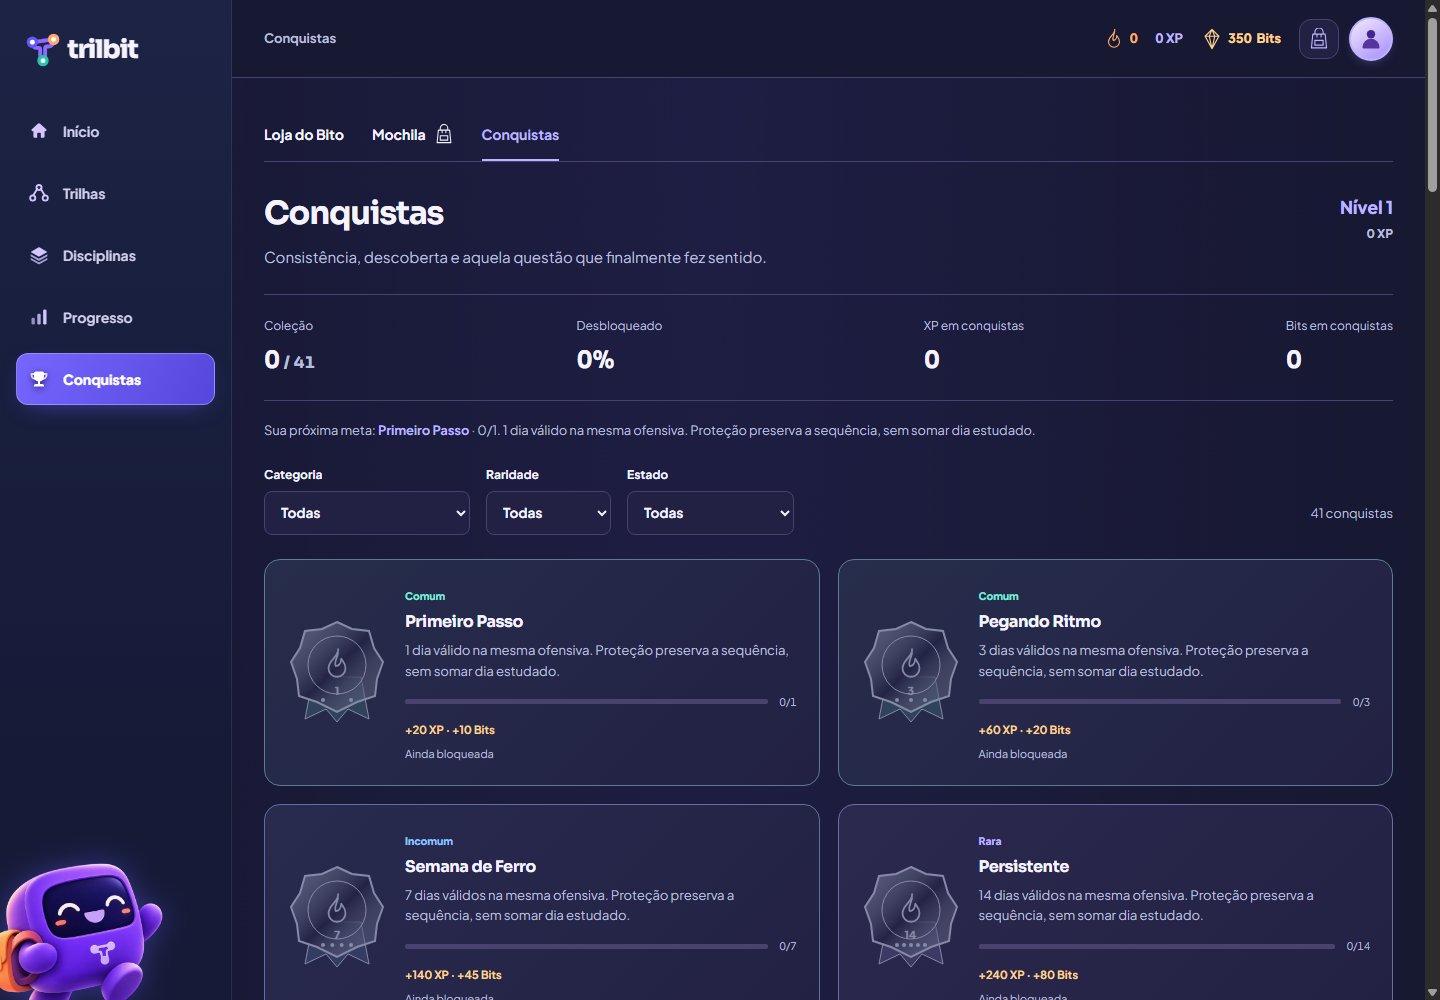 trilbit
Conquistas
0
0 XP
350 Bits
Início
Trilhas
Disciplinas
Progresso
Conquistas
Loja do Bito
Mochila
Conquistas
Conquistas
Nível 1
0 XP
Consistência, descoberta e aquela questão que finalmente fez sentido.
Coleção
0 / 41
Desbloqueado
0%
XP em conquistas
0
Bits em conquistas
0
Sua próxima meta: Primeiro Passo · 0/1. 1 dia válido na mesma ofensiva. Proteção preserva a sequência, sem somar dia estudado.
Categoria
Todas
Raridade
Todas
Estado
Todas
41 conquistas
1
Comum
Primeiro Passo
1 dia válido na mesma ofensiva. Proteção preserva a sequência,
sem somar dia estudado.
0/1
+20 XP · +10 Bits
Ainda bloqueada
3
Comum
Pegando Ritmo
3 dias válidos na mesma ofensiva. Proteção preserva a
sequência, sem somar dia estudado.
0/3
+60 XP · +20 Bits
Ainda bloqueada
7
Incomum
Semana de Ferro
7 dias válidos na mesma ofensiva. Proteção preserva a
sequência, sem somar dia estudado.
0/7
+140 XP · +45 Bits
Ainda bloqueada
14
Rara
Persistente
14 dias válidos na mesma ofensiva. Proteção preserva a
sequência, sem somar dia estudado.
0/14
+240 XP · +80 Bits
Ainda bloqueada